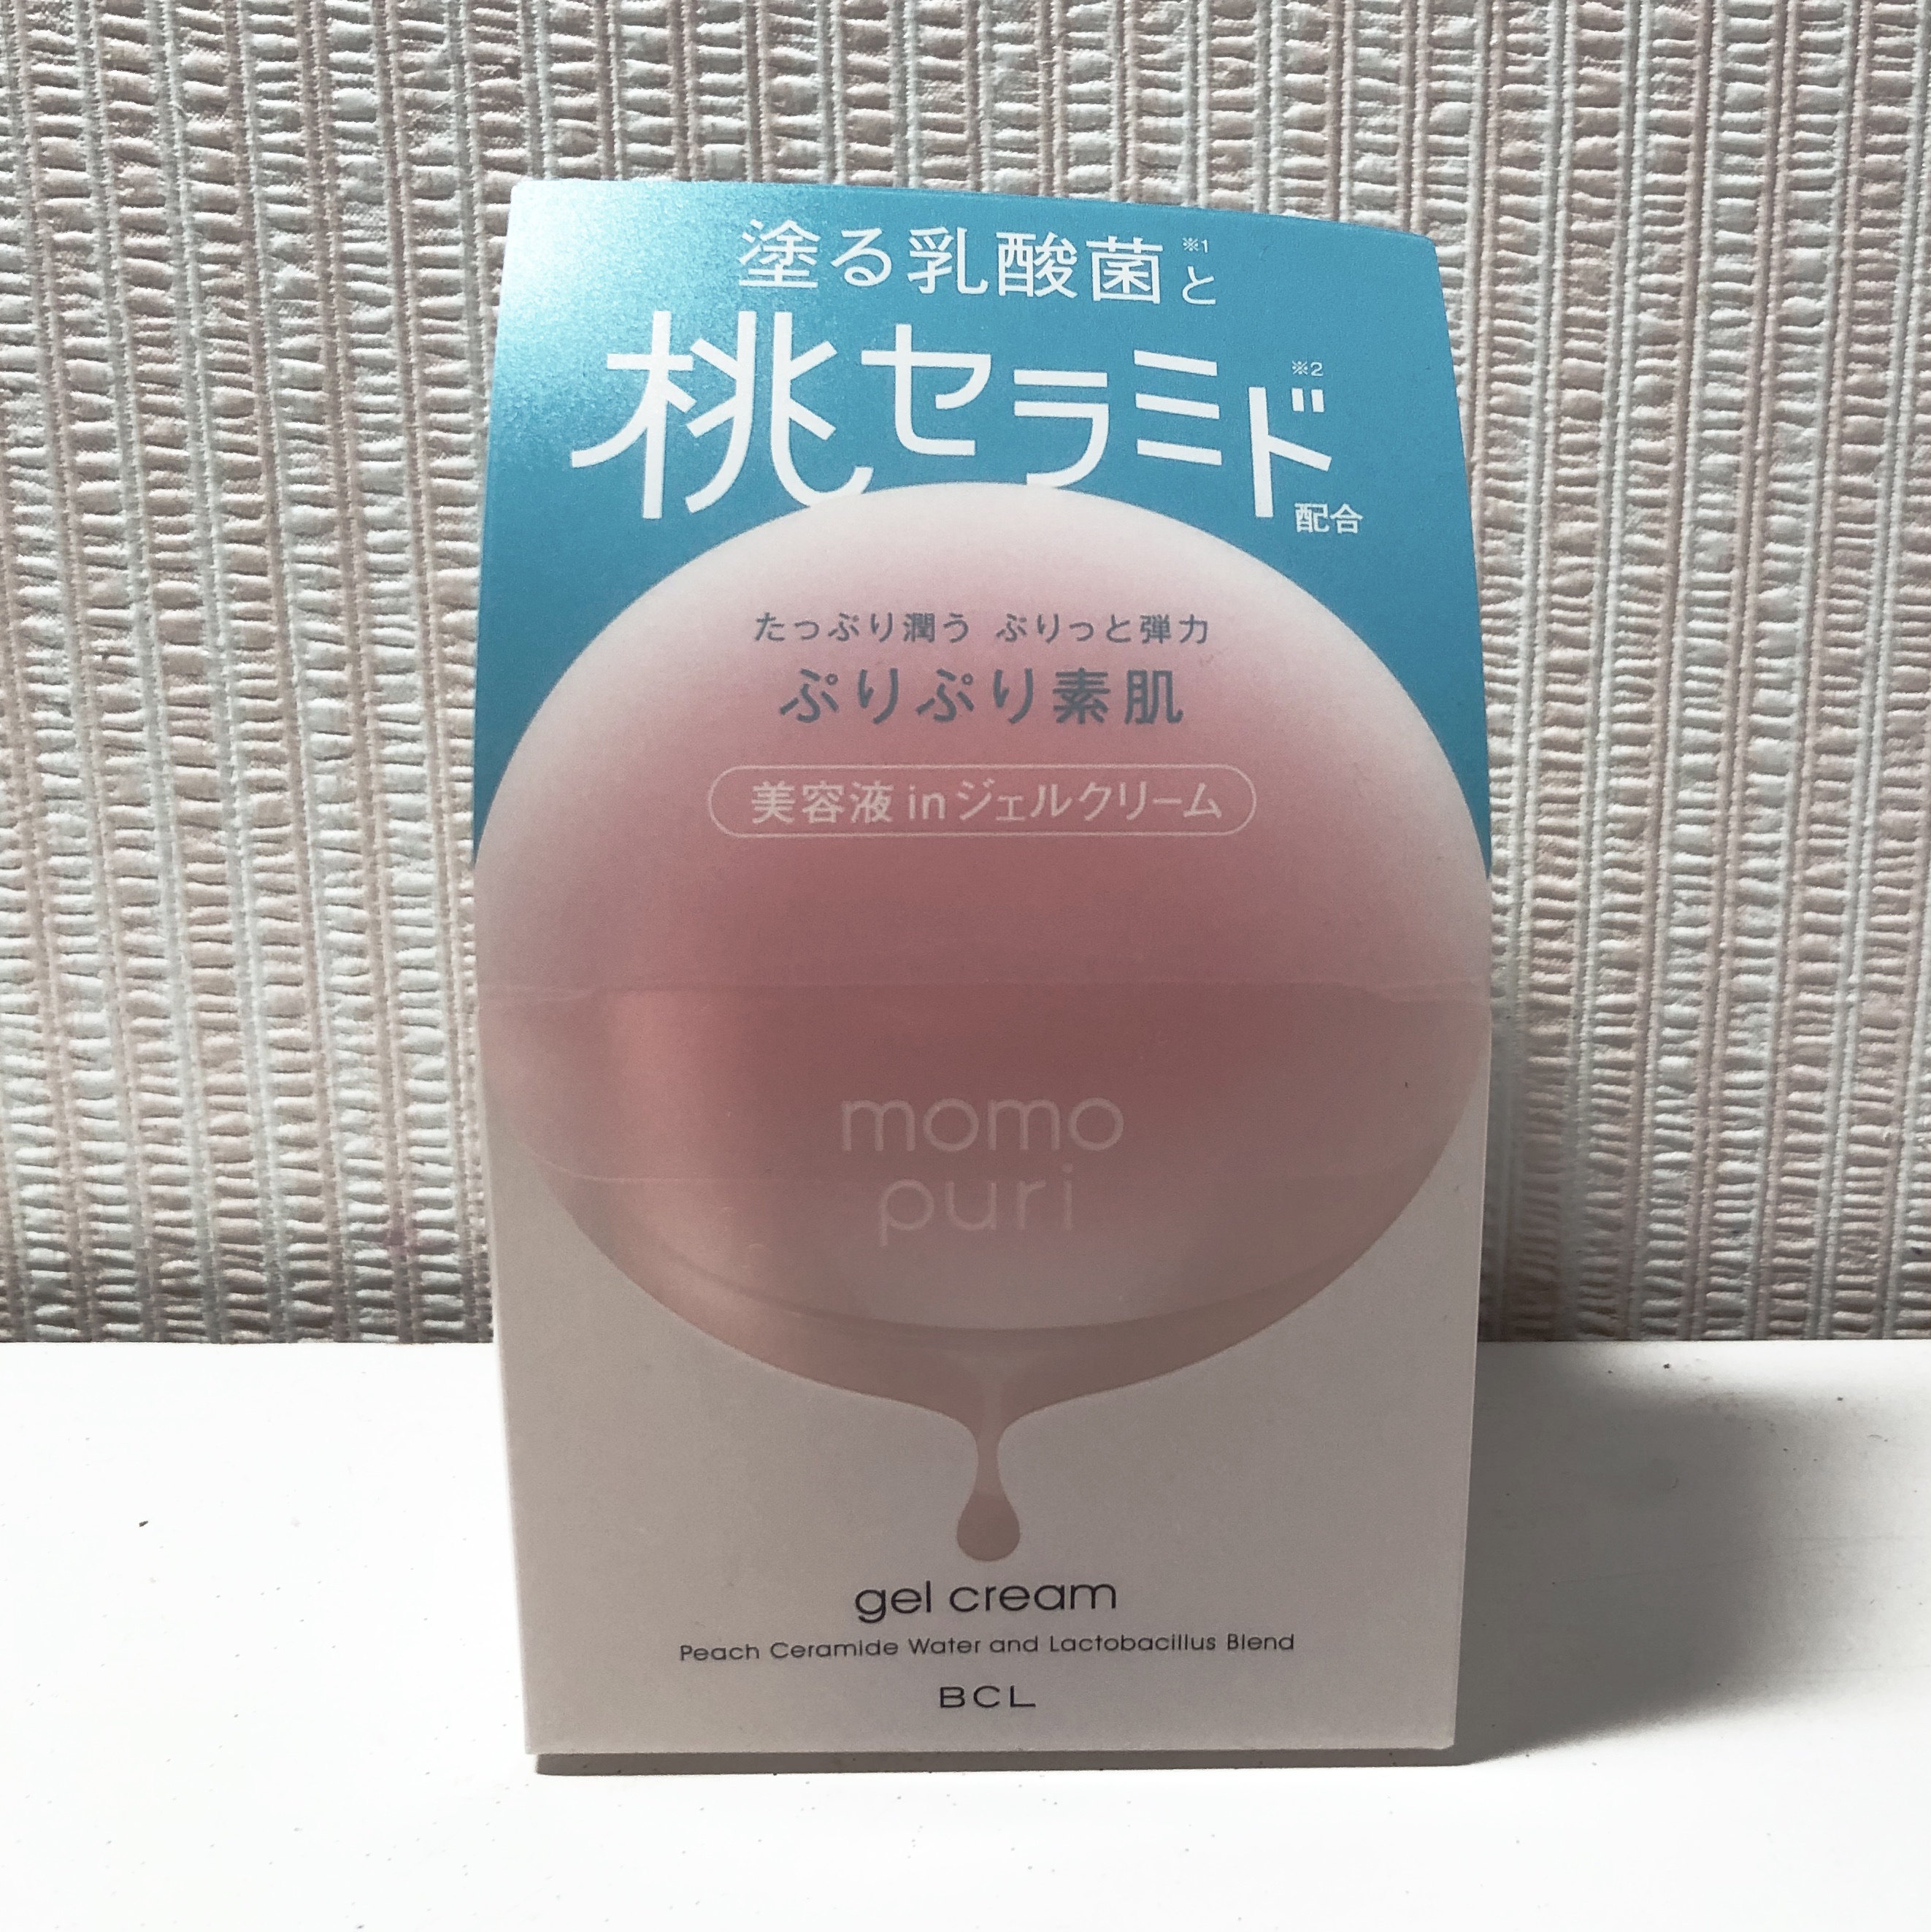 塗る乳酸菌※1と
桃セラミド※2
配合
たっぷり潤う ぷりっと弾力
ぷりぷり素肌
美容液inジェルクリーム
momo
puri
gel cream
Peach Ceramide Water and Lactobacillus Blend
BCL